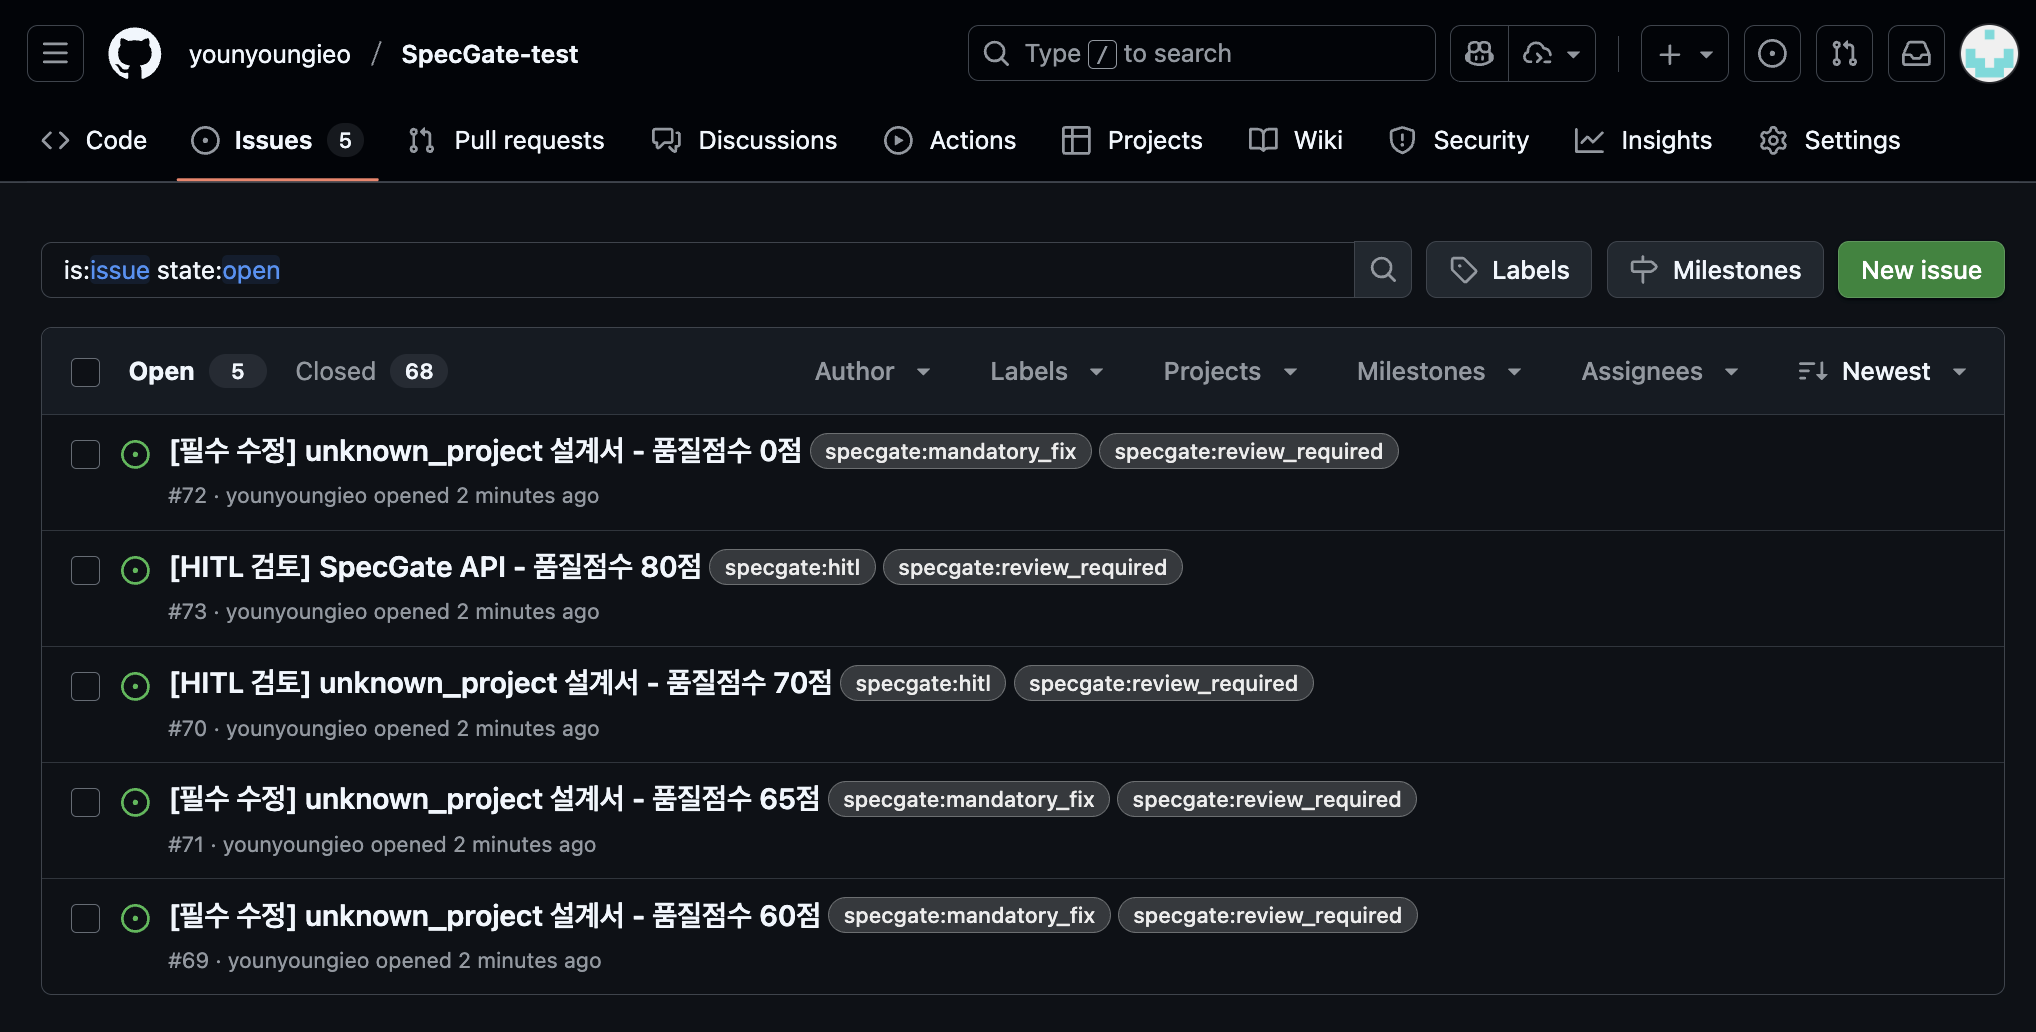 younyoungieo / SpecGate-test
Type / to search
Code Issues 5 Pull requests Discussions Actions Projects Wiki Security Insights Settings
is:issue state:open
Labels Milestones New issue
Open 5 Closed 68 Author Labels Projects Milestones Assignees Newest
[필수 수정] unknown_project 설계서 - 품질점수 0점 specgate:mandatory_fix specgate:review_required
#72 · younyoungieo opened 2 minutes ago
[HITL 검토] SpecGate API - 품질점수 80점 specgate:hitl specgate:review_required
#73 · younyoungieo opened 2 minutes ago
[HITL 검토] unknown_project 설계서 - 품질점수 70점 specgate:hitl specgate:review_required
#70 · younyoungieo opened 2 minutes ago
[필수 수정] unknown_project 설계서 - 품질점수 65점 specgate:mandatory_fix specgate:review_required
#71 · younyoungieo opened 2 minutes ago
[필수 수정] unknown_project 설계서 - 품질점수 60점 specgate:mandatory_fix specgate:review_required
#69 · younyoungieo opened 2 minutes ago